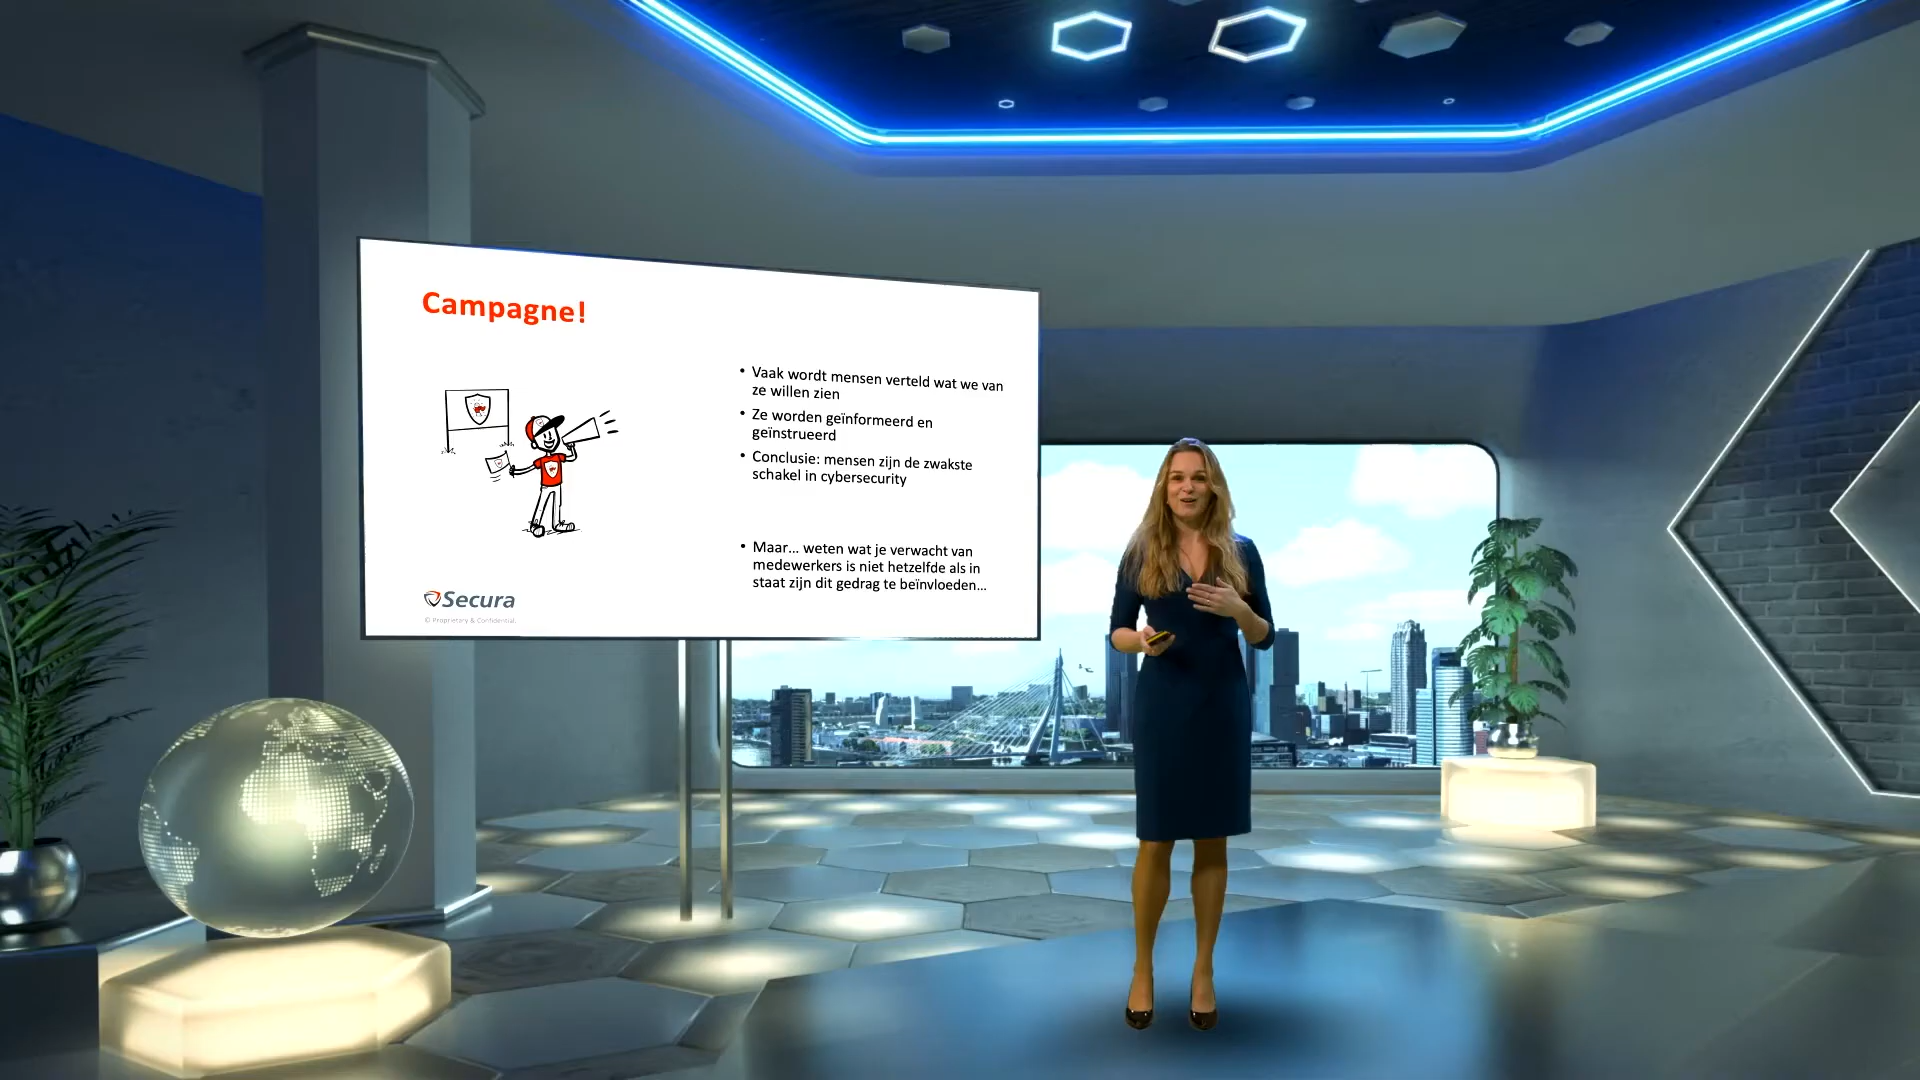 Campagne!
• Vaak wordt mensen verteld wat we van
ze willen zien
• Ze worden geïnformeerd en
geïnstrueerd
• Conclusie: mensen zijn de zwakste
schakel in cybersecurity
• Maar... weten wat je verwacht van
medewerkers is niet hetzelfde als in
staat zijn dit gedrag te beïnvloeden...
Secura
© Proprietary & Confidential.